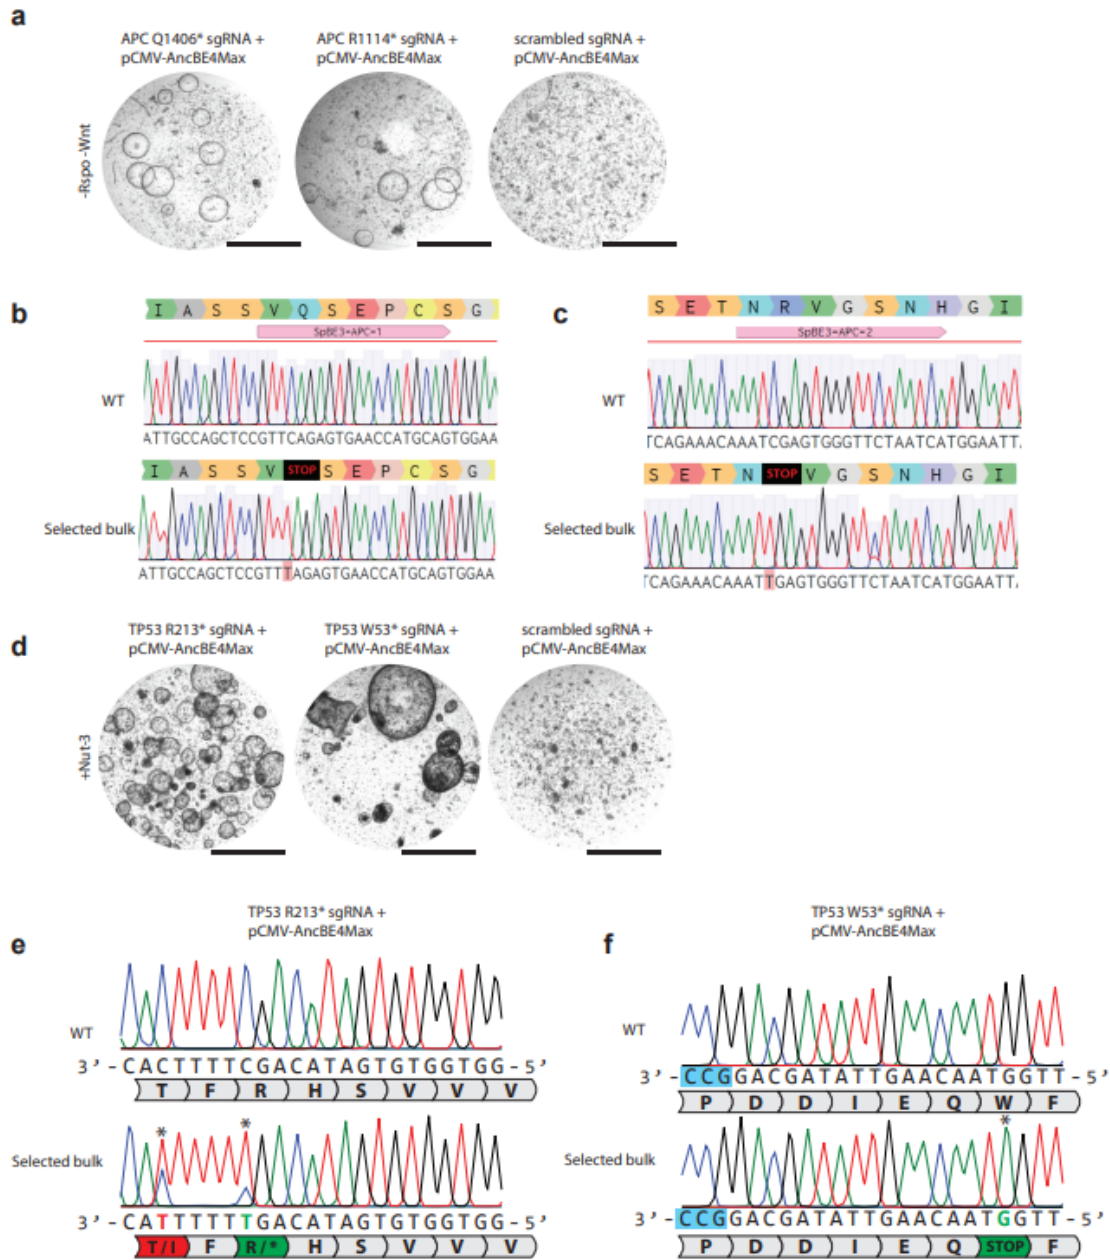 a
APC Q1406* sgRNA +
pCMV-AncBE4Max
APC R1114* sgRNA +
pCMV-AncBE4Max
scrambled sgRNA +
pCMV-AncBE4Max
-Rspo -Wnt
b
I A S S V Q S E P C S G
SpBE3=APC=1
WT
ATTGCCAGCTCCGTTCAGAGTGAACCATGCAGTGGAA
I A S S V STOP S E P C S G
Selected bulk
ATTGCCAGCTCCGTTTAGAGTGAACCATGCAGTGGAA
c
S E T N R V G S N H G I
SpBE3=APC=2
WT
TCAGAAACAAATCGAGTGGGTTCTAATCATGGAATT
S E T N STOP V G S N H G I
Selected bulk
TCAGAAACAAATTGAGTGGGTTCTAATCATGGAATT
d
TP53 R213* sgRNA +
pCMV-AncBE4Max
TP53 W53* sgRNA +
pCMV-AncBE4Max
scrambled sgRNA +
pCMV-AncBE4Max
+Nut-3
e
TP53 R213* sgRNA +
pCMV-AncBE4Max
WT
3'-CACTTTTCGACATAGTGTGGTGG-5'
T F R H S V V V
* *
Selected bulk
3'-CATTTTTTGACATAGTGTGGTGG-5'
T/I F R/* H S V V V
f
TP53 W53* sgRNA +
pCMV-AncBE4Max
WT
3'-CCGGACGATATTGAACAATGGTT-5'
P D D I E Q W F
*
Selected bulk
3'-CCGGACGATATTGAACAATGGTT-5'
P D D I E Q STOP F